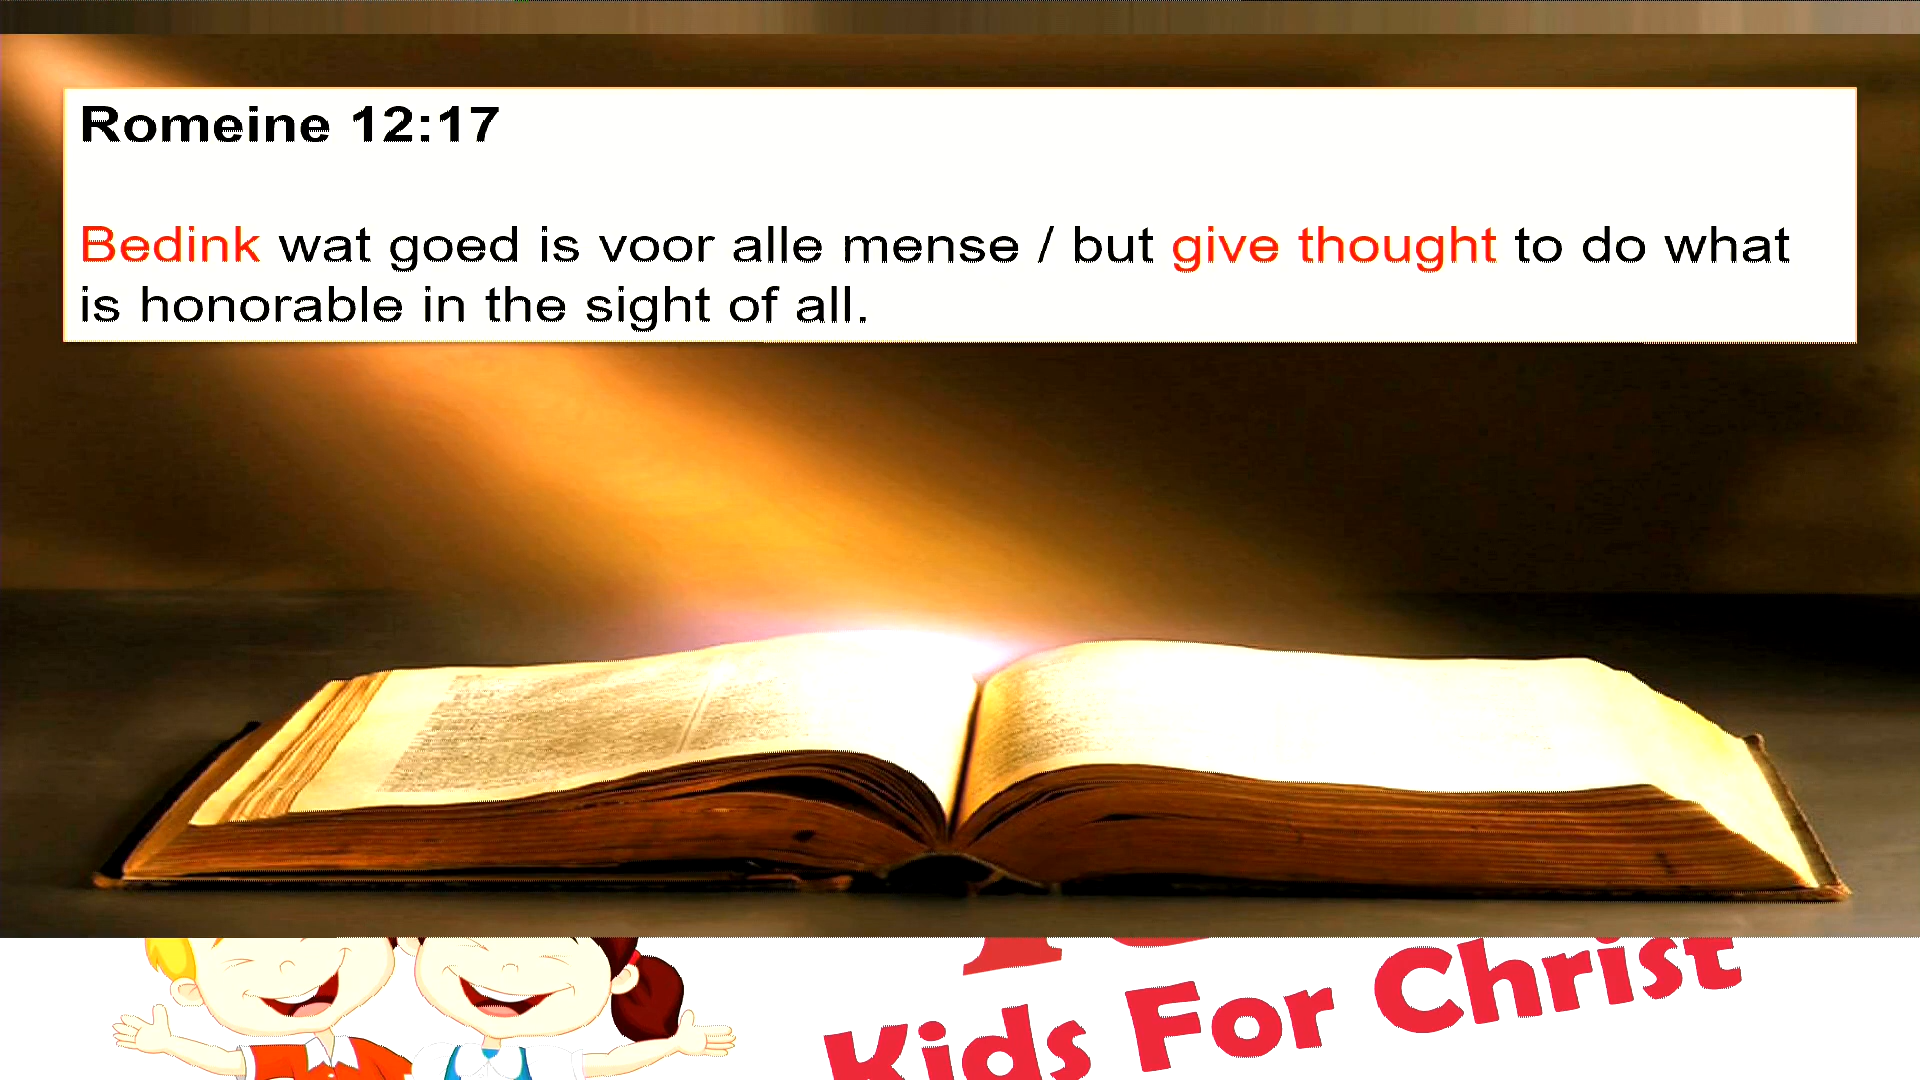 Romeine 12:17
Bedink wat goed is voor alle mense / but give thought to do what
is honorable in the sight of all.
Kids For Christ